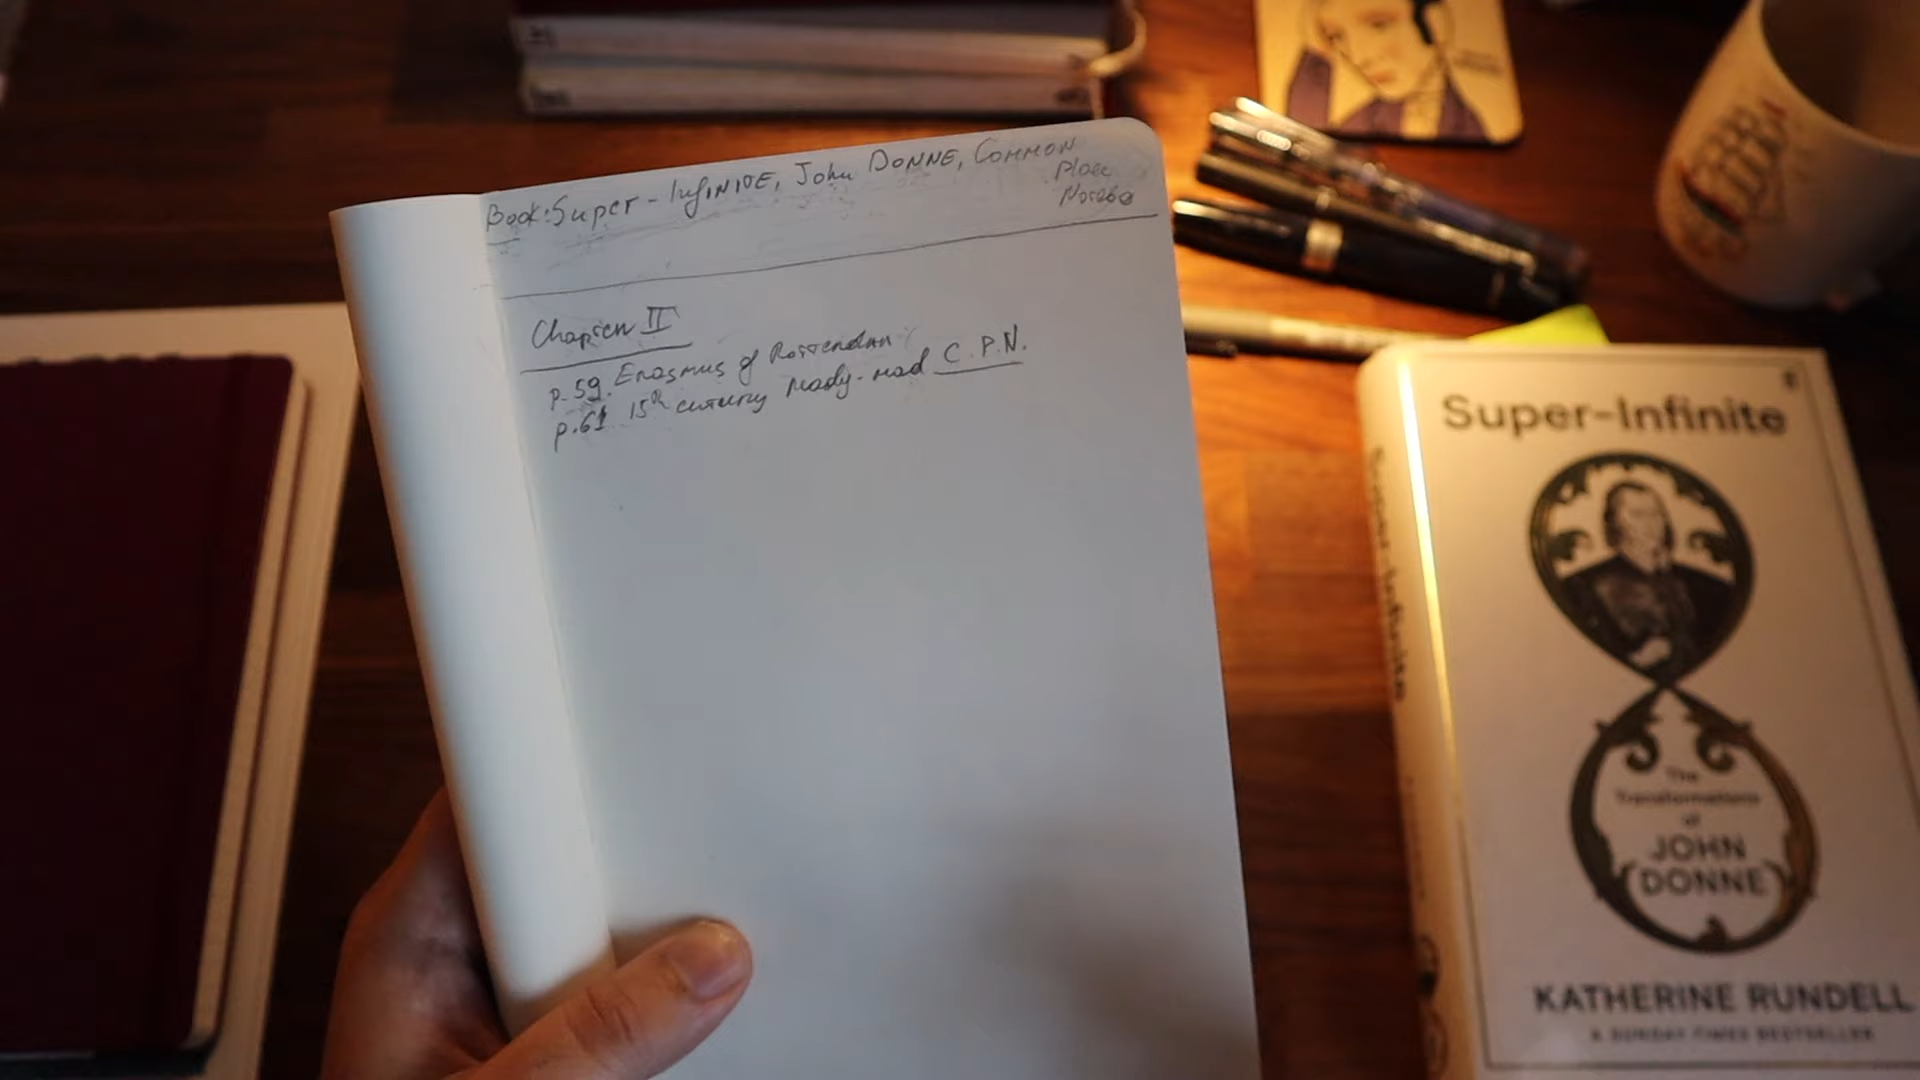 Book: Super-Infinite, John Donne, Common
Place
Chapter II
p.59. Erasmus of Rotterdam
p.61 15th century ready-mad C.P.N.
Super-Infinite
The
Transformations
of
JOHN
DONNE
KATHERINE RUNDELL
A SUNDAY TIMES BESTSELLER
Super-Infinite